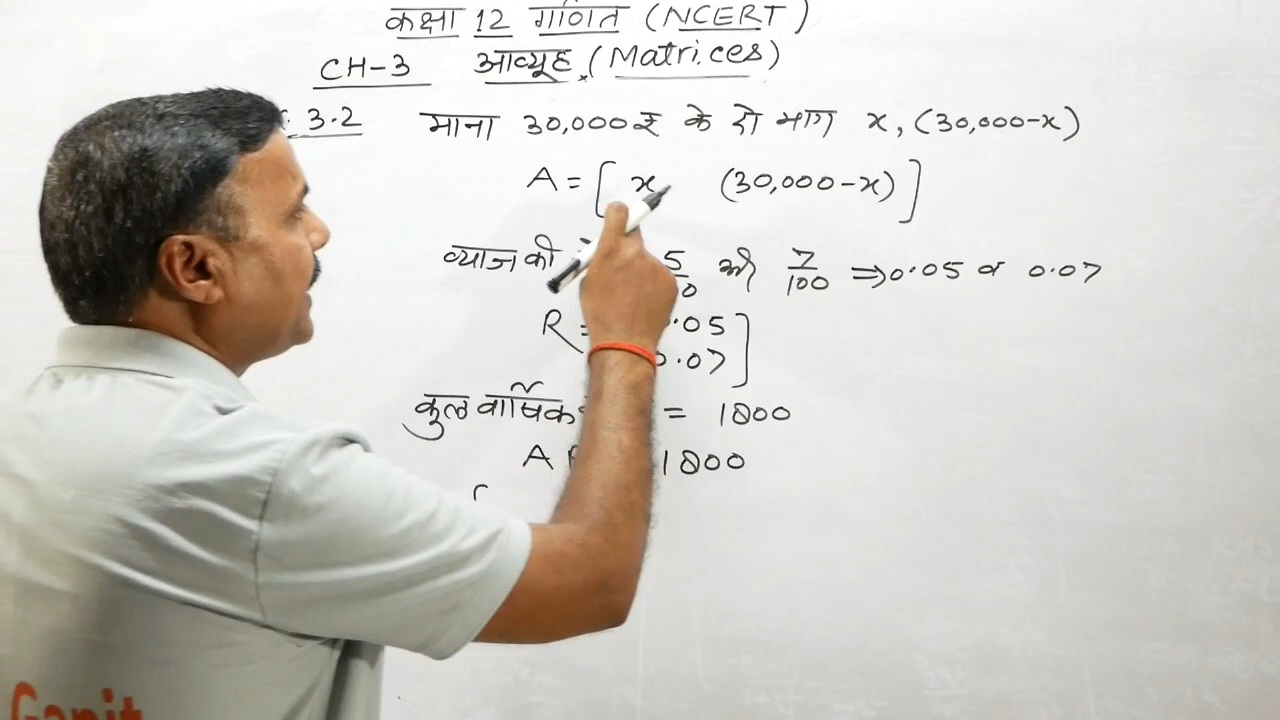 कक्षा 12 गणित (NCERT)
CH-3 आव्यूह (Matrices)
3.2 माना 30,000₹ के दो भाग x, (30,000-x)
A = [ x (30,000-x) ]
व्याज की 5 और 7/100 ⇒ 0.05 व 0.07
R = .05
0.07 ]
कुल वार्षिक = 1800
A 1800
[
Ganit